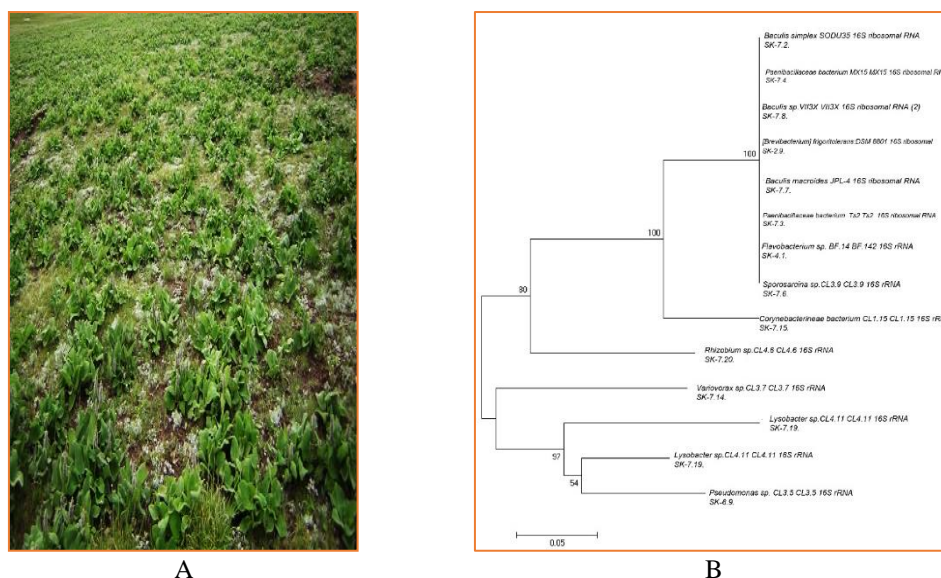 Baculis simplex SODU35 16S ribosomal RNA
SK-7.2.
Paenibacillaceae bacterium MX15 MX15 16S ribosomal
SK-7.4.
Baculis sp VII3X VII3X 16S ribosomal RNA (2)
SK-7.8.
[Brevibacterium] frigoritolerans DSM 8801 16S ribosomal
SK-2.9.
Baculis macroides JPL-4 16S ribosomal RNA
SK-7.7.
Paenibacillaceae bacterium Ts2 Ts2 16S ribosomal RNA
SK-7.3.
Flavobacterium sp. BF.14 BF.142 16S rRNA
SK-4.1.
Sporosarcina sp.CL3.9 CL3.9 16S rRNA
SK-7.6.
Corynebacterineae bacterium CL1.15 CL1.15 16S
SK-7.15.
Rhizobium sp.CL4.6 CL4.6 16S rRNA
SK-7.20.
Variovorax sp.CL3.7 CL3.7 16S rRNA
SK-7.14.
Lysobacter sp.CL4.11 CL4.11 16S rRNA
SK-7.19.
Lysobacter sp.CL4.11 CL4.11 16S rRNA
SK-7.19.
Pseudomonas sp. CL3.5 CL3.5 16S rRNA
SK-6.9.
100
100
80
97
54
0.05
A
B